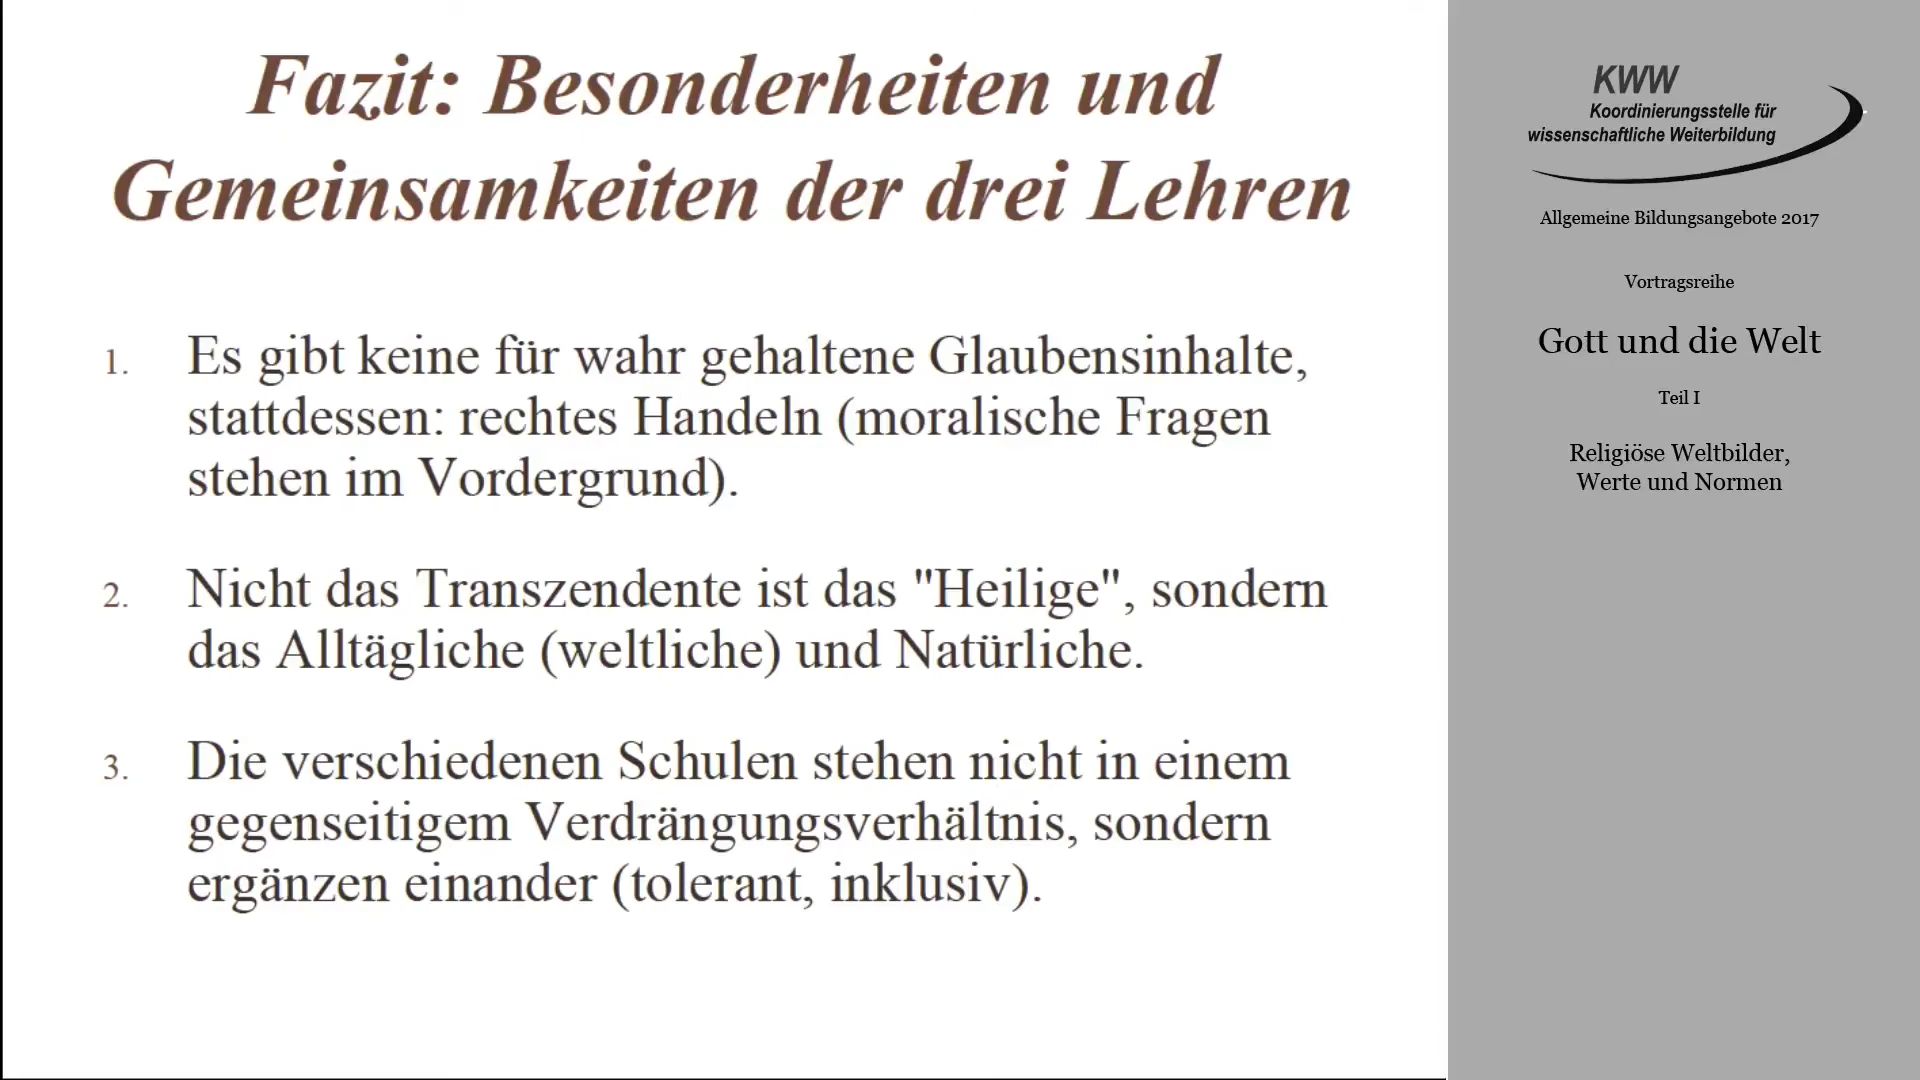 Fazit: Besonderheiten und
Gemeinsamkeiten der drei Lehren
1. Es gibt keine für wahr gehaltene Glaubensinhalte,
stattdessen: rechtes Handeln (moralische Fragen
stehen im Vordergrund).
2. Nicht das Transzendente ist das "Heilige", sondern
das Alltägliche (weltliche) und Natürliche.
3. Die verschiedenen Schulen stehen nicht in einem
gegenseitigem Verdrängungsverhältnis, sondern
ergänzen einander (tolerant, inklusiv).
KWW
Koordinierungsstelle für
wissenschaftliche Weiterbildung
Allgemeine Bildungsangebote 2017
Vortragsreihe
Gott und die Welt
Teil I
Religiöse Weltbilder,
Werte und Normen